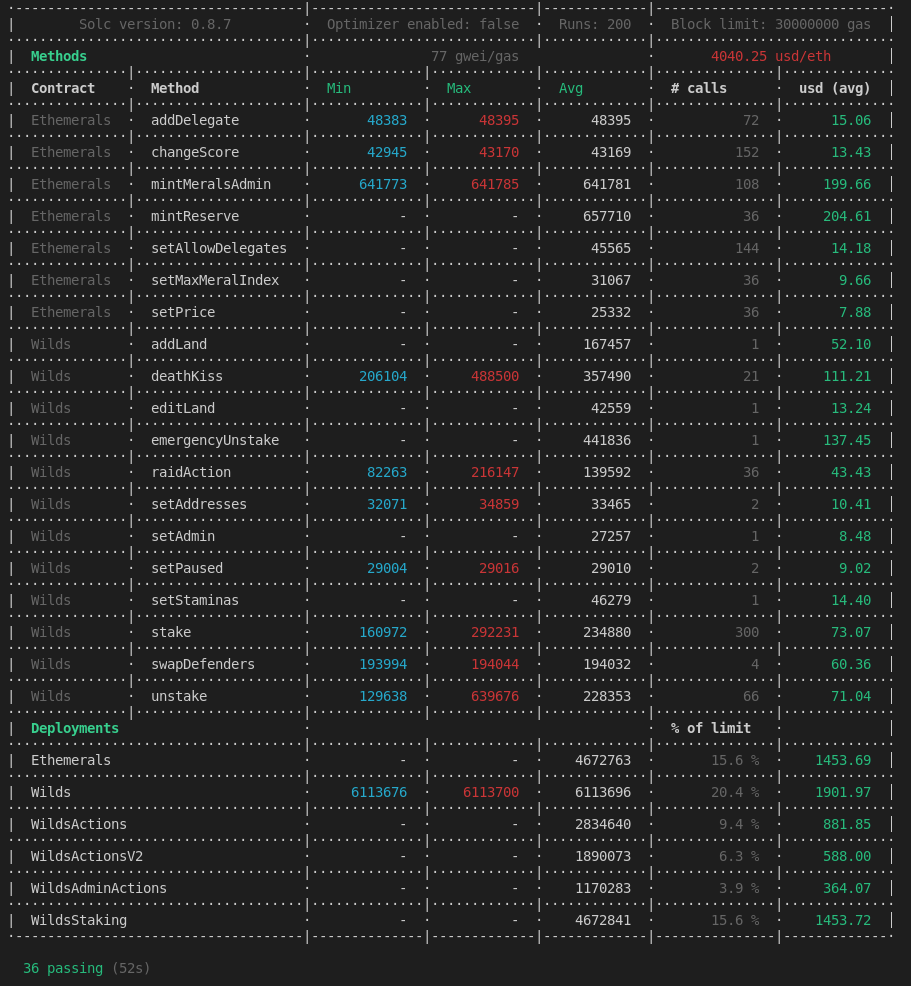 Solc version: 0.8.7 · Optimizer enabled: false · Runs: 200 · Block limit: 30000000 gas
Methods · 77 gwei/gas · 4040.25 usd/eth
Contract · Method · Min · Max · Avg · # calls · usd (avg)
Ethemerals · addDelegate · 48383 · 48395 · 48395 · 72 · 15.06
Ethemerals · changeScore · 42945 · 43170 · 43169 · 152 · 13.43
Ethemerals · mintMeralsAdmin · 641773 · 641785 · 641781 · 108 · 199.66
Ethemerals · mintReserve · - · - · 657710 · 36 · 204.61
Ethemerals · setAllowDelegates · - · - · 45565 · 144 · 14.18
Ethemerals · setMaxMeralIndex · - · - · 31067 · 36 · 9.66
Ethemerals · setPrice · - · - · 25332 · 36 · 7.88
Wilds · addLand · - · - · 167457 · 1 · 52.10
Wilds · deathKiss · 206104 · 488500 · 357490 · 21 · 111.21
Wilds · editLand · - · - · 42559 · 1 · 13.24
Wilds · emergencyUnstake · - · - · 441836 · 1 · 137.45
Wilds · raidAction · 82263 · 216147 · 139592 · 36 · 43.43
Wilds · setAddresses · 32071 · 34859 · 33465 · 2 · 10.41
Wilds · setAdmin · - · - · 27257 · 1 · 8.48
Wilds · setPaused · 29004 · 29016 · 29010 · 2 · 9.02
Wilds · setStaminas · - · - · 46279 · 1 · 14.40
Wilds · stake · 160972 · 292231 · 234880 · 300 · 73.07
Wilds · swapDefenders · 193994 · 194044 · 194032 · 4 · 60.36
Wilds · unstake · 129638 · 639676 · 228353 · 66 · 71.04
Deployments · · % of limit ·
Ethemerals · - · - · 4672763 · 15.6 % · 1453.69
Wilds · 6113676 · 6113700 · 6113696 · 20.4 % · 1901.97
WildsActions · - · - · 2834640 · 9.4 % · 881.85
WildsActionsV2 · - · - · 1890073 · 6.3 % · 588.00
WildsAdminActions · - · - · 1170283 · 3.9 % · 364.07
WildsStaking · - · - · 4672841 · 15.6 % · 1453.72
36 passing (52s)